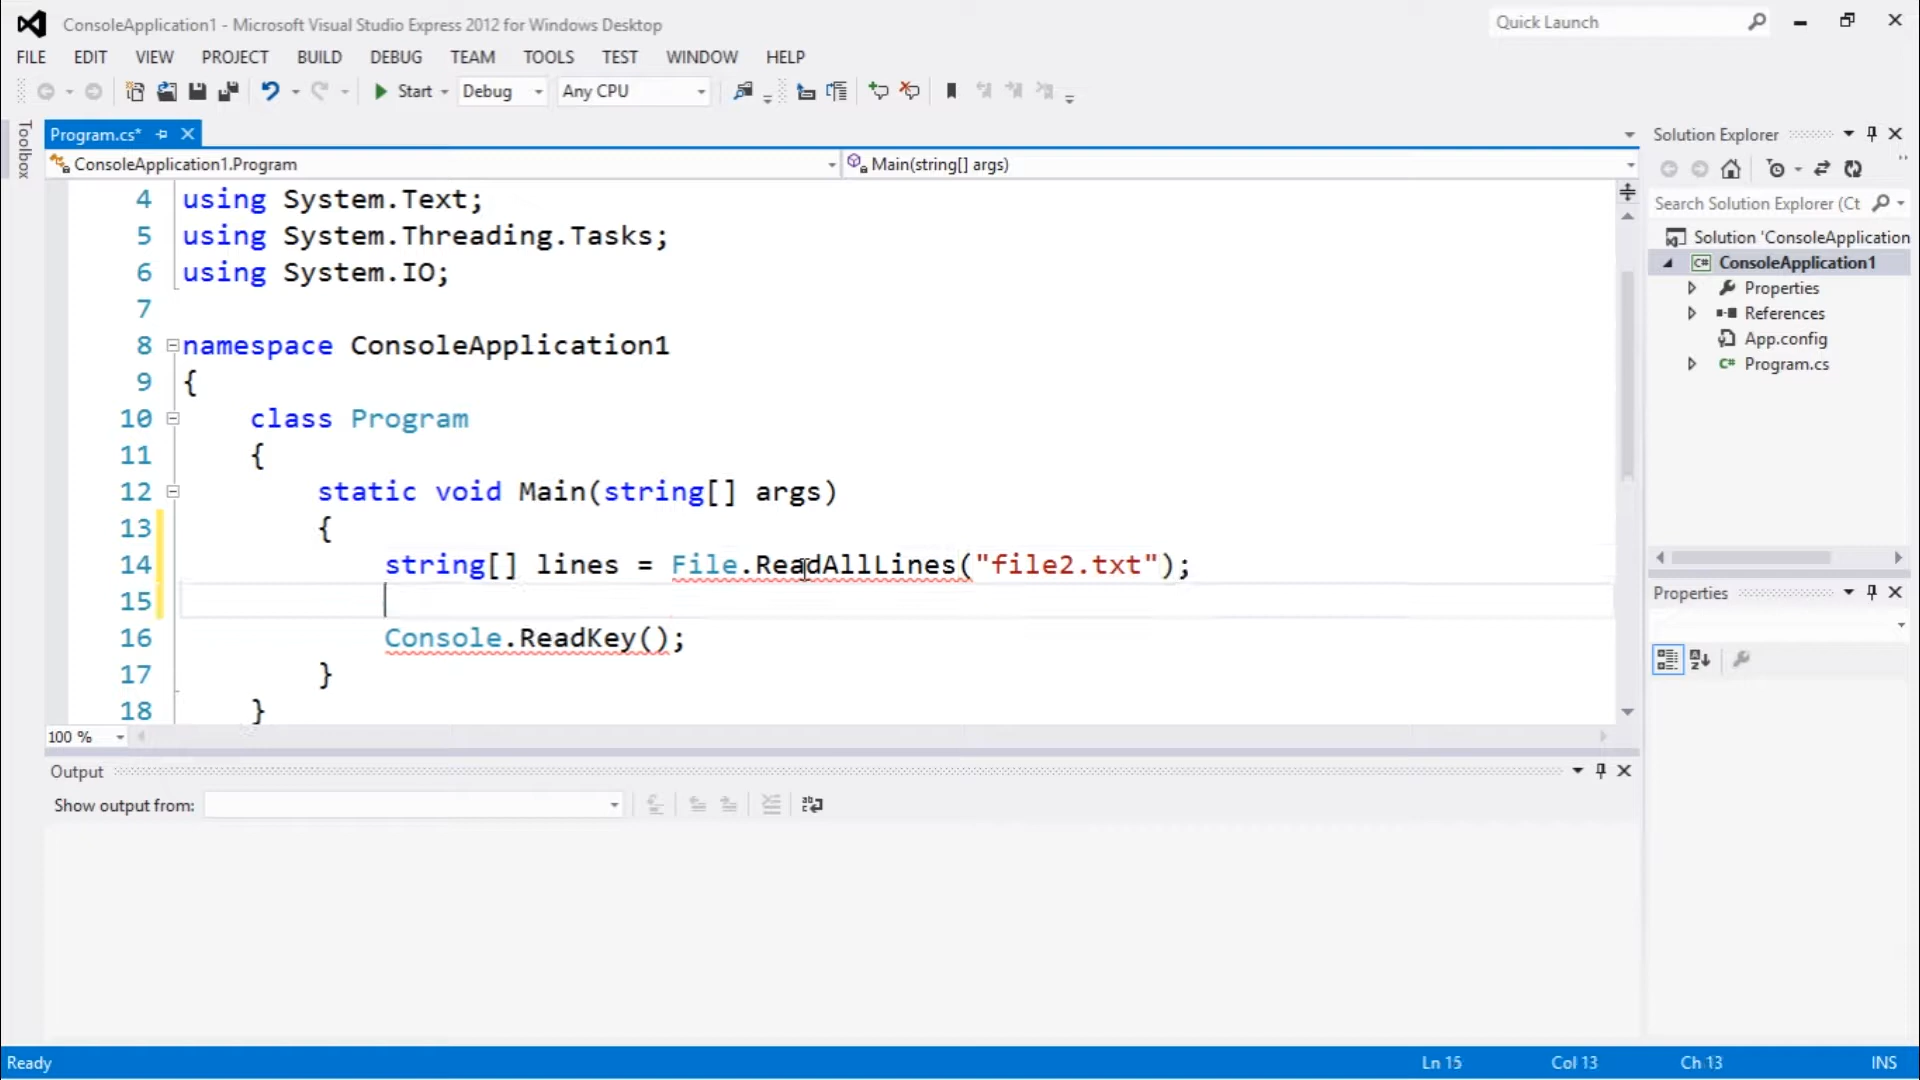 ConsoleApplication1 - Microsoft Visual Studio Express 2012 for Windows Desktop
Quick Launch
FILE EDIT VIEW PROJECT BUILD DEBUG TEAM TOOLS TEST WINDOW HELP
Start Debug Any CPU
Toolbox
Program.cs*
ConsoleApplication1.Program
Main(string[] args)
4 using System.Text;
5 using System.Threading.Tasks;
6 using System.IO;
7
8 namespace ConsoleApplication1
9 {
10 class Program
11 {
12 static void Main(string[] args)
13 {
14 string[] lines = File.ReadAllLines("file2.txt");
15
16 Console.ReadKey();
17 }
18 }
100 %
Output
Show output from:
Solution Explorer
Search Solution Explorer (Ct
Solution 'ConsoleApplication
C# ConsoleApplication1
Properties
References
App.config
C# Program.cs
Properties
Ready
Ln 15 Col 13 Ch 13 INS